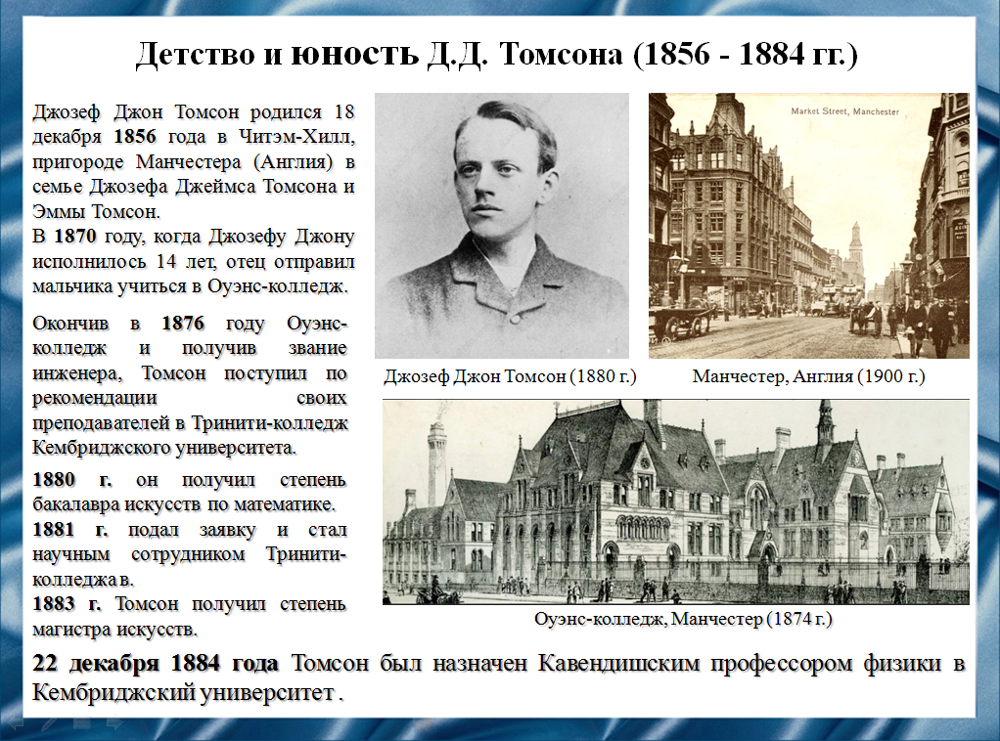 Детство и юность Д.Д. Томсона (1856 - 1884 гг.)
Джозеф Джон Томсон родился 18
декабря 1856 года в Читэм-Хилл,
пригороде Манчестера (Англия) в
семье Джозефа Джеймса Томсона и
Эммы Томсон.
В 1870 году, когда Джозефу Джону
исполнилось 14 лет, отец отправил
мальчика учиться в Оуэнс-колледж.
Окончив в 1876 году Оуэнс-
колледж и получив звание
инженера, Томсон поступил по
рекомендации своих
преподавателей в Тринити-колледж
Кембриджского университета.
1880 г. он получил степень
бакалавра искусств по математике.
1881 г. подал заявку и стал
научным сотрудником Тринити-
колледжа в.
1883 г. Томсон получил степень
магистра искусств.
Market Street, Manchester
Джозеф Джон Томсон (1880 г.)
Манчестер, Англия (1900 г.)
Оуэнс-колледж, Манчестер (1874 г.)
22 декабря 1884 года Томсон был назначен Кавендишским профессором физики в
Кембриджский университет .